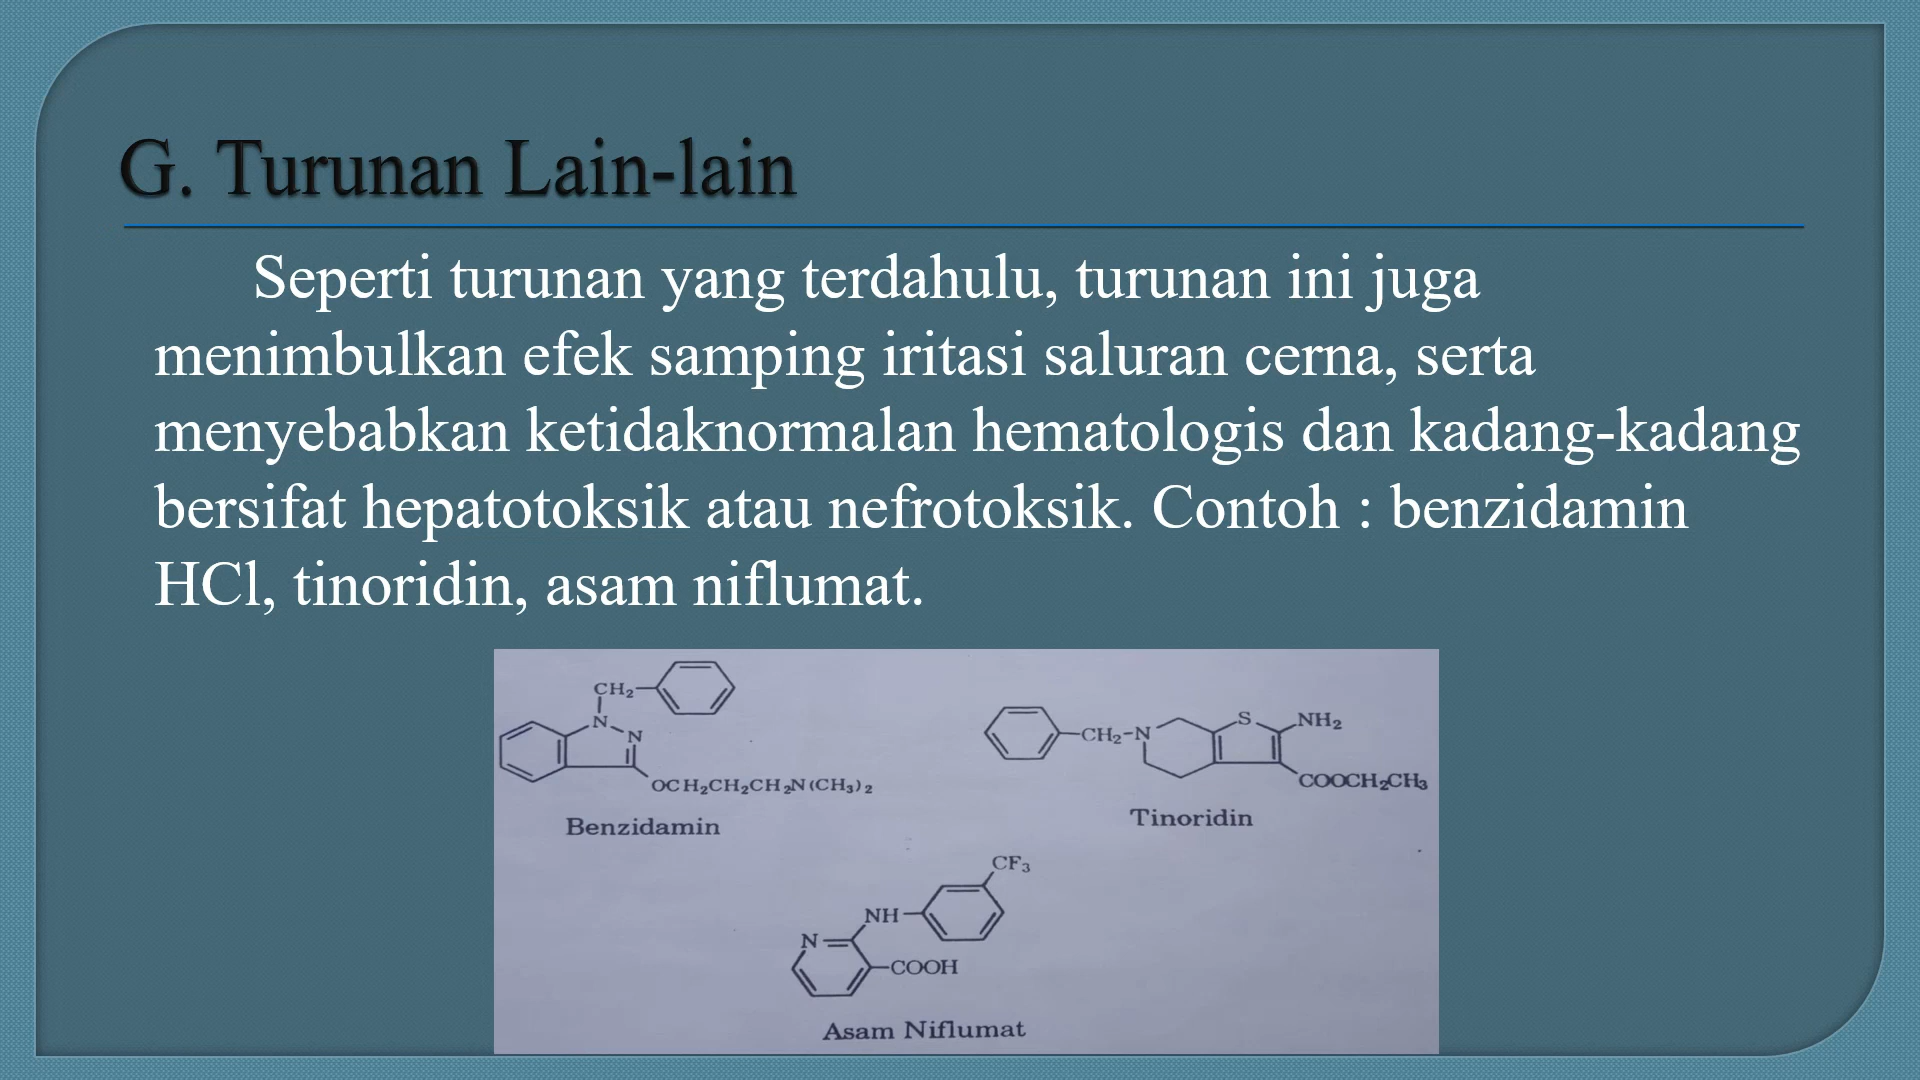 G. Turunan Lain-lain
Seperti turunan yang terdahulu, turunan ini juga
menimbulkan efek samping iritasi saluran cerna, serta
menyebabkan ketidaknormalan hematologis dan kadang-kadang
bersifat hepatotoksik atau nefrotoksik. Contoh : benzidamin
HCl, tinoridin, asam niflumat.
CH₂
N
N
OCH₂CH₂CH₂N(CH₃)₂
Benzidamin
CH₂-N
S
NH₂
COOCH₂CH₃
Tinoridin
CF₃
NH
N
COOH
Asam Niflumat